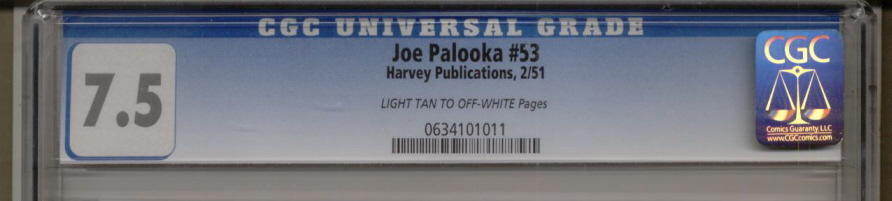 CGC UNIVERSAL GRADE
7.5
Joe Palooka #53
Harvey Publications, 2/51
LIGHT TAN TO OFF-WHITE Pages
0634101011
CGC
Comics Guaranty, LLC
www.CGCcomics.com